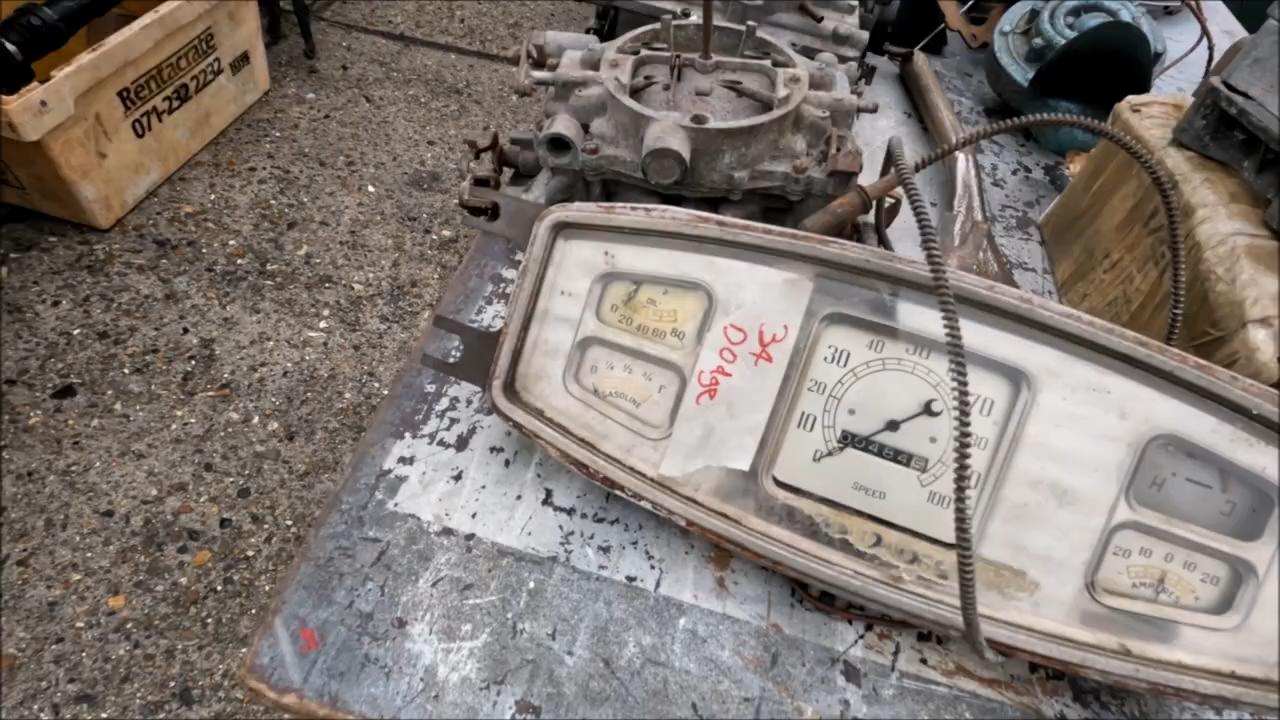 Rentacrate
071-232 2232
OIL
0 20 40 60 80
0 1/4 1/2 3/4 F
GASOLINE
34
Dodge
0 10 20 30 40 50 70 100
SPEED
H C
20 10 0 10 20
AMPERES